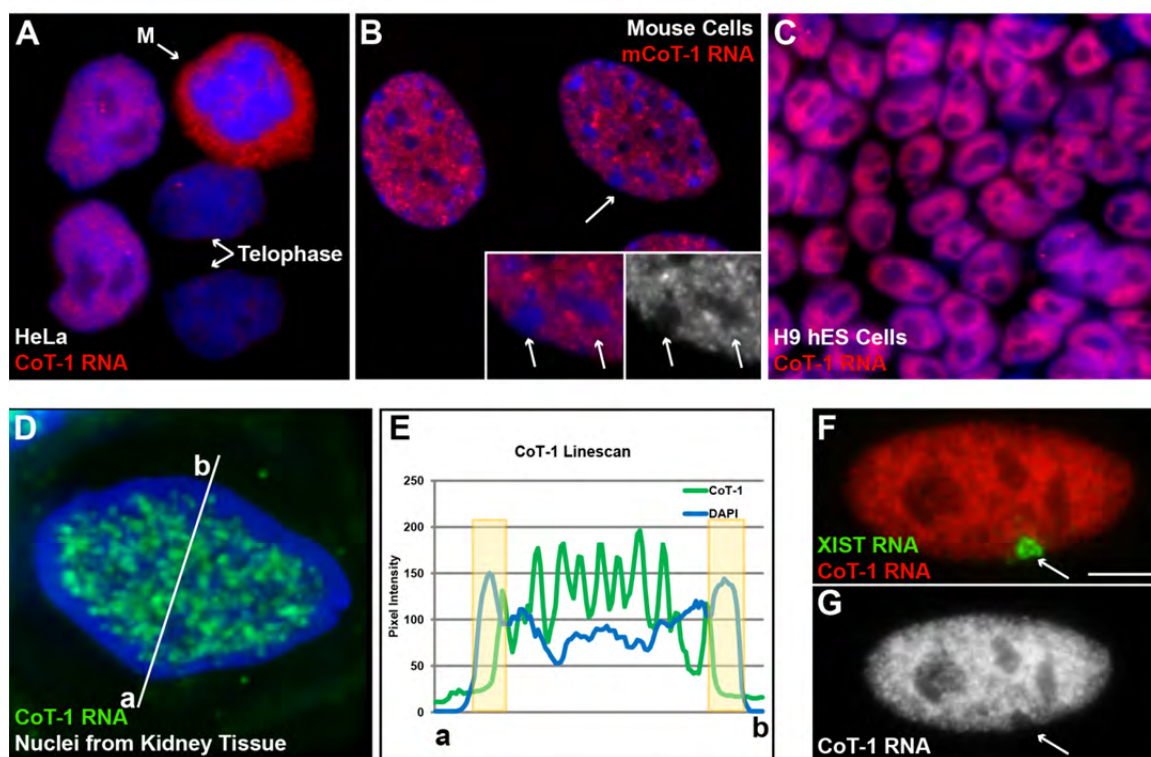 A
M
Telophase
HeLa
CoT-1 RNA
B
Mouse Cells
mCoT-1 RNA
C
H9 hES Cells
CoT-1 RNA
D
b
a
CoT-1 RNA
Nuclei from Kidney Tissue
E
CoT-1 Linescan
250
200
150
100
50
0
Pixel Intensity
CoT-1
DAPI
a
b
F
XIST RNA
CoT-1 RNA
G
CoT-1 RNA